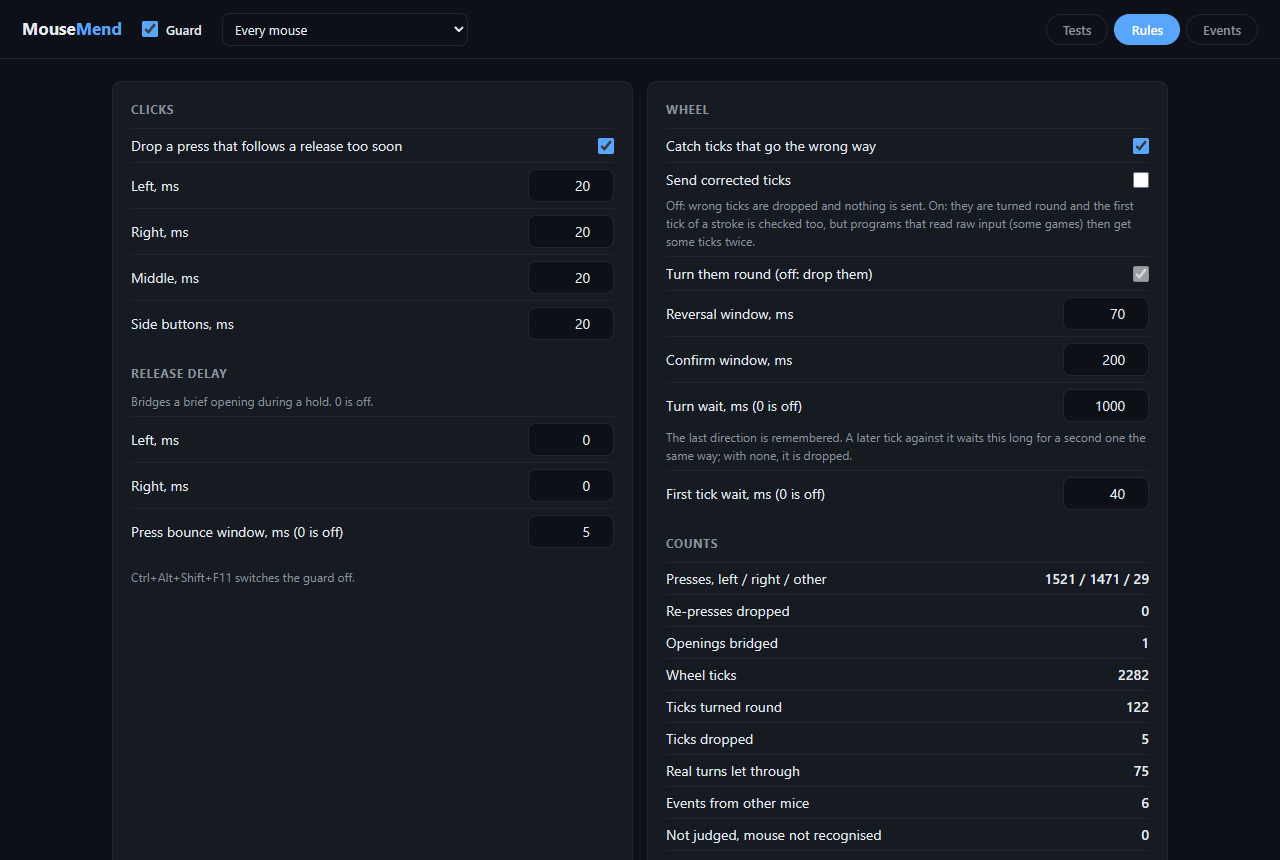 MouseMend
Guard
Every mouse
Tests
Rules
Events
CLICKS
Drop a press that follows a release too soon
Left, ms
20
Right, ms
20
Middle, ms
20
Side buttons, ms
20
RELEASE DELAY
Bridges a brief opening during a hold. 0 is off.
Left, ms
0
Right, ms
0
Press bounce window, ms (0 is off)
5
Ctrl+Alt+Shift+F11 switches the guard off.
WHEEL
Catch ticks that go the wrong way
Send corrected ticks
Off: wrong ticks are dropped and nothing is sent. On: they are turned round and the first
tick of a stroke is checked too, but programs that read raw input (some games) then get
some ticks twice.
Turn them round (off: drop them)
Reversal window, ms
70
Confirm window, ms
200
Turn wait, ms (0 is off)
1000
The last direction is remembered. A later tick against it waits this long for a second one the
same way; with none, it is dropped.
First tick wait, ms (0 is off)
40
COUNTS
Presses, left / right / other
1521 / 1471 / 29
Re-presses dropped
0
Openings bridged
1
Wheel ticks
2282
Ticks turned round
122
Ticks dropped
5
Real turns let through
75
Events from other mice
6
Not judged, mouse not recognised
0